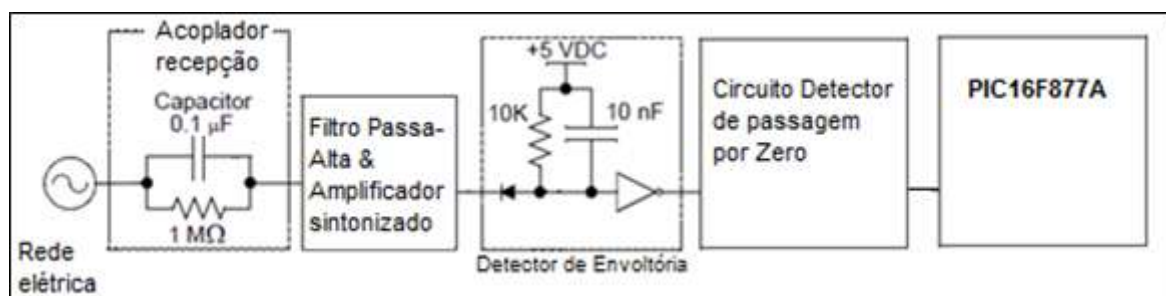 Acoplador
recepção
Capacitor
0.1 µF
1 MΩ
Rede
elétrica
Filtro Passa-
Alta &
Amplificador
sintonizado
+5 VDC
10K
10 nF
Detector de Envoltória
Circuito Detector
de passagem
por Zero
PIC16F877A